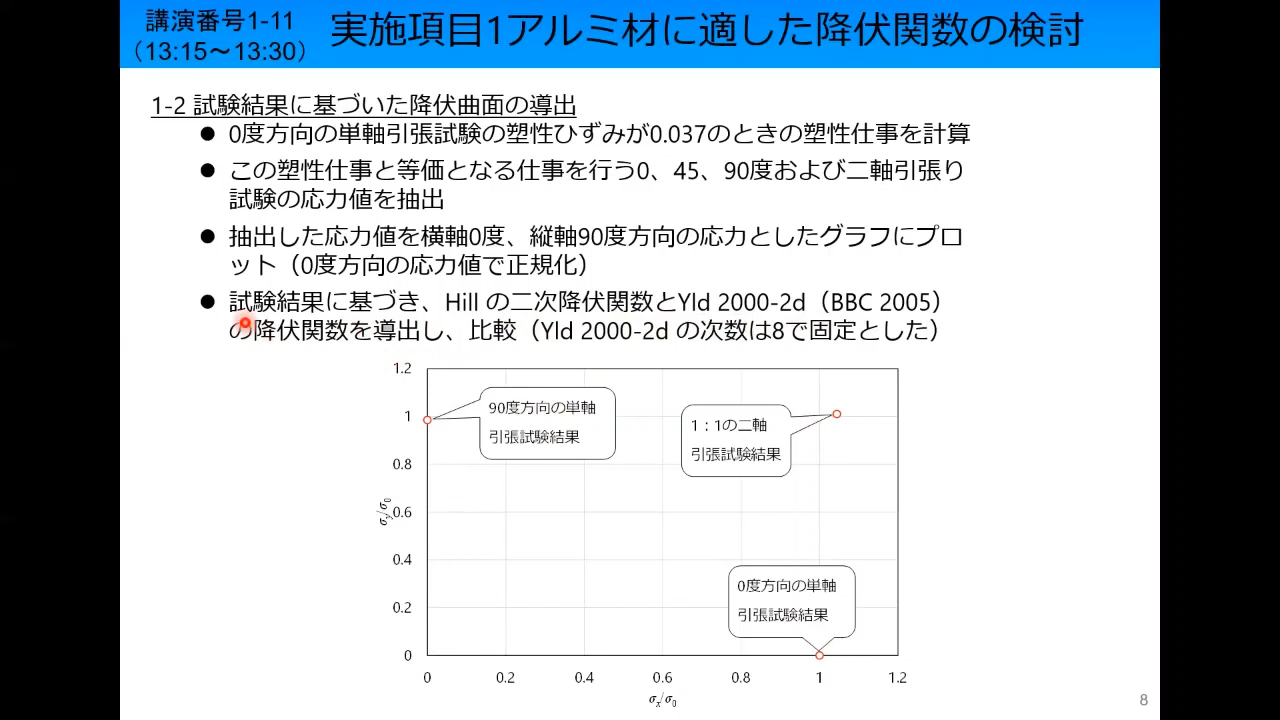 講演番号1-11
（13:15～13:30）
実施項目1アルミ材に適した降伏関数の検討
1-2 試験結果に基づいた降伏曲面の導出
● 0度方向の単軸引張試験の塑性ひずみが0.037のときの塑性仕事を計算
● この塑性仕事と等価となる仕事を行う0、45、90度および二軸引張り
試験の応力値を抽出
● 抽出した応力値を横軸0度、縦軸90度方向の応力としたグラフにプロ
ット（0度方向の応力値で正規化）
● 試験結果に基づき、Hill の二次降伏関数とYld 2000-2d（BBC 2005）
の降伏関数を導出し、比較（Yld 2000-2d の次数は8で固定とした）
1.2
1
0.8
0.6
0.4
0.2
0
σy/σ0
90度方向の単軸
引張試験結果
1：1の二軸
引張試験結果
0度方向の単軸
引張試験結果
0 0.2 0.4 0.6 0.8 1 1.2
σx/σ0
8